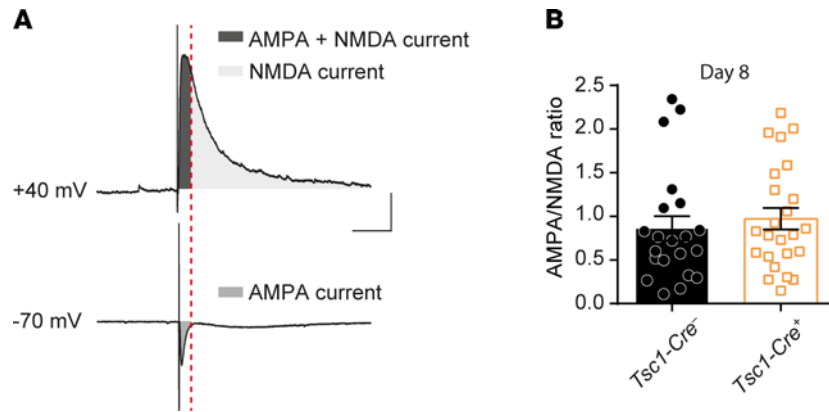 A
AMPA + NMDA current
NMDA current
+40 mV
AMPA current
-70 mV
B
Day 8
AMPA/NMDA ratio
2.5
2.0
1.5
1.0
0.5
0.0
Tsc1-Cre⁻
Tsc1-Cre⁺